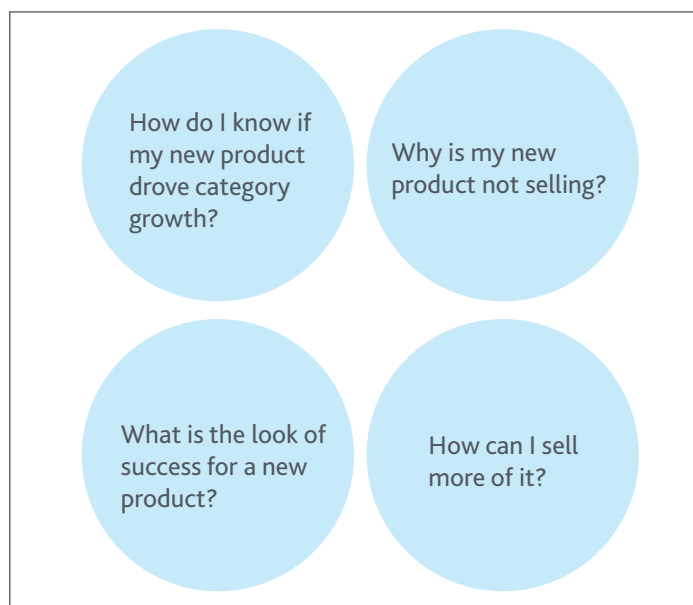 How do I know if
my new product
drove category
growth?
Why is my new
product not selling?
What is the look of
success for a new
product?
How can I sell
more of it?